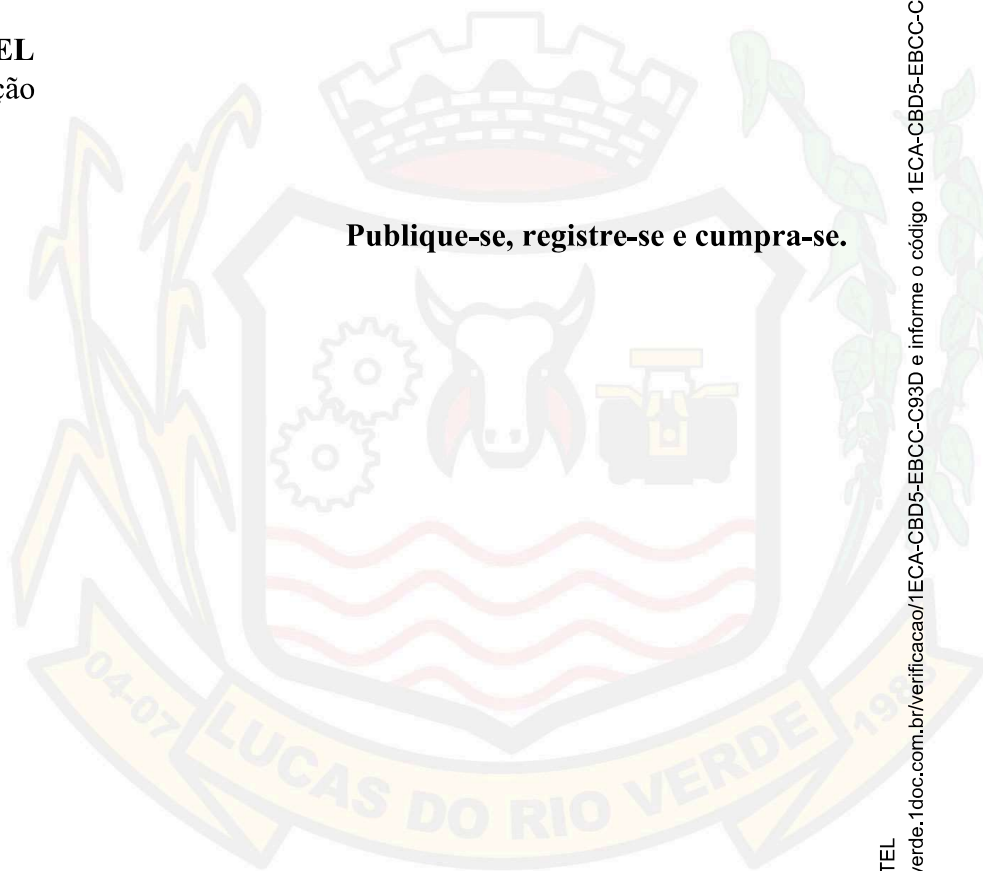 EL
ção
Publique-se, registre-se e cumpra-se.
04-07
LUCAS DO RIO VERDE
1988
TEL
verde.1doc.com.br/verificacao/1ECA-CBD5-EBCC-C93D e informe o código 1ECA-CBD5-EBCC-C